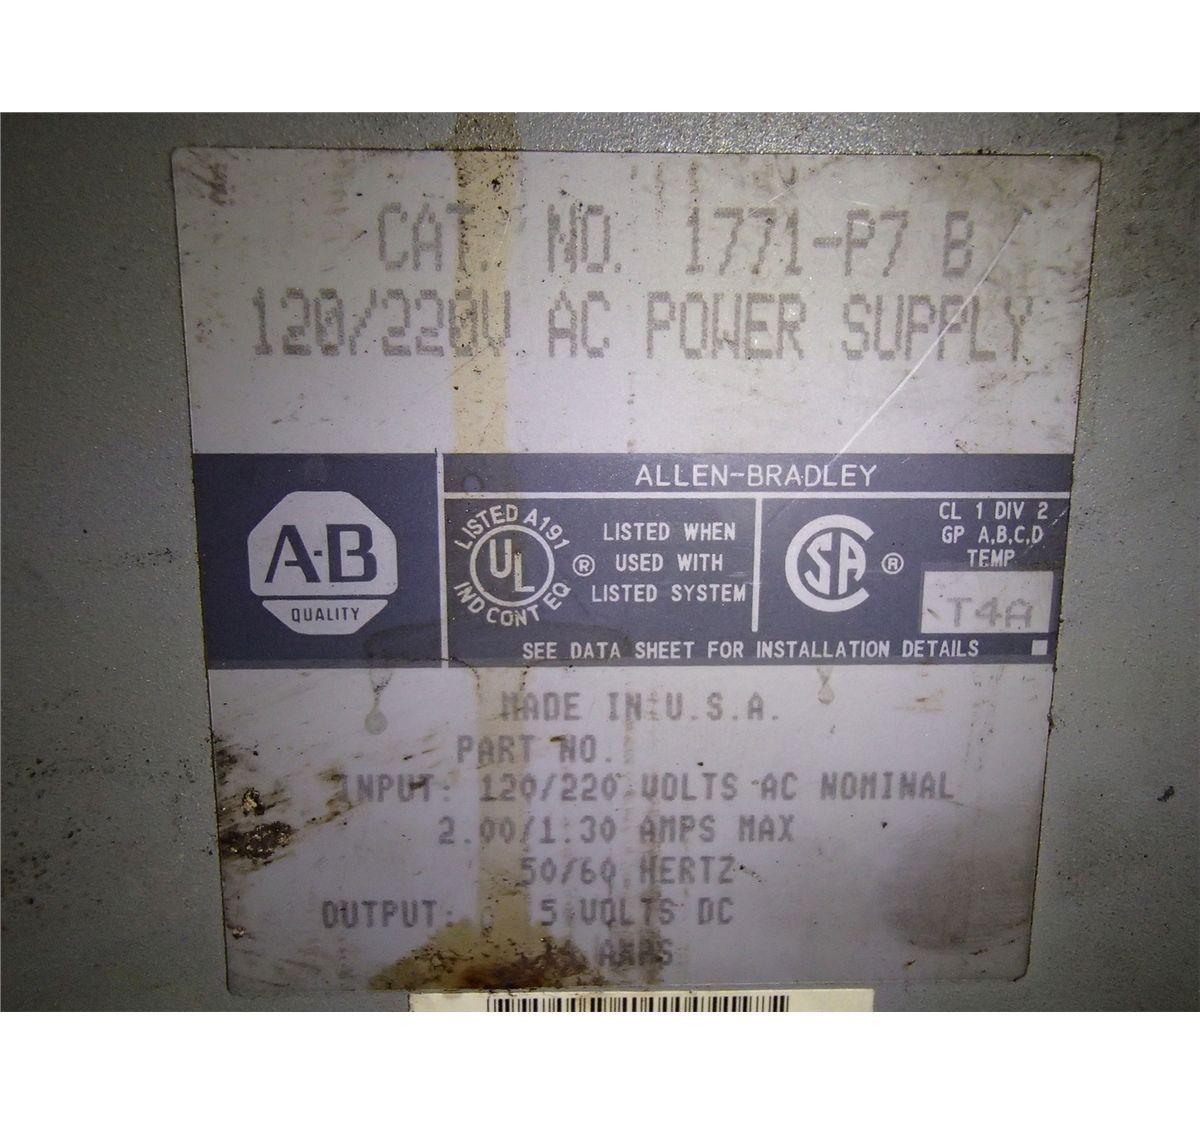 CAT. NO. 1771-P7 B
120/220V AC POWER SUPPLY
ALLEN-BRADLEY
A-B
QUALITY
LISTED A191
UL
IND CONT EQ
®
LISTED WHEN
USED WITH
LISTED SYSTEM
SA
®
CL 1 DIV 2
GP A,B,C,D
TEMP
T4A
SEE DATA SHEET FOR INSTALLATION DETAILS
MADE IN U.S.A.
PART NO.
INPUT: 120/220 VOLTS AC NOMINAL
2.00/1.30 AMPS MAX
50/60 HERTZ
OUTPUT: 5 VOLTS DC
AMPS